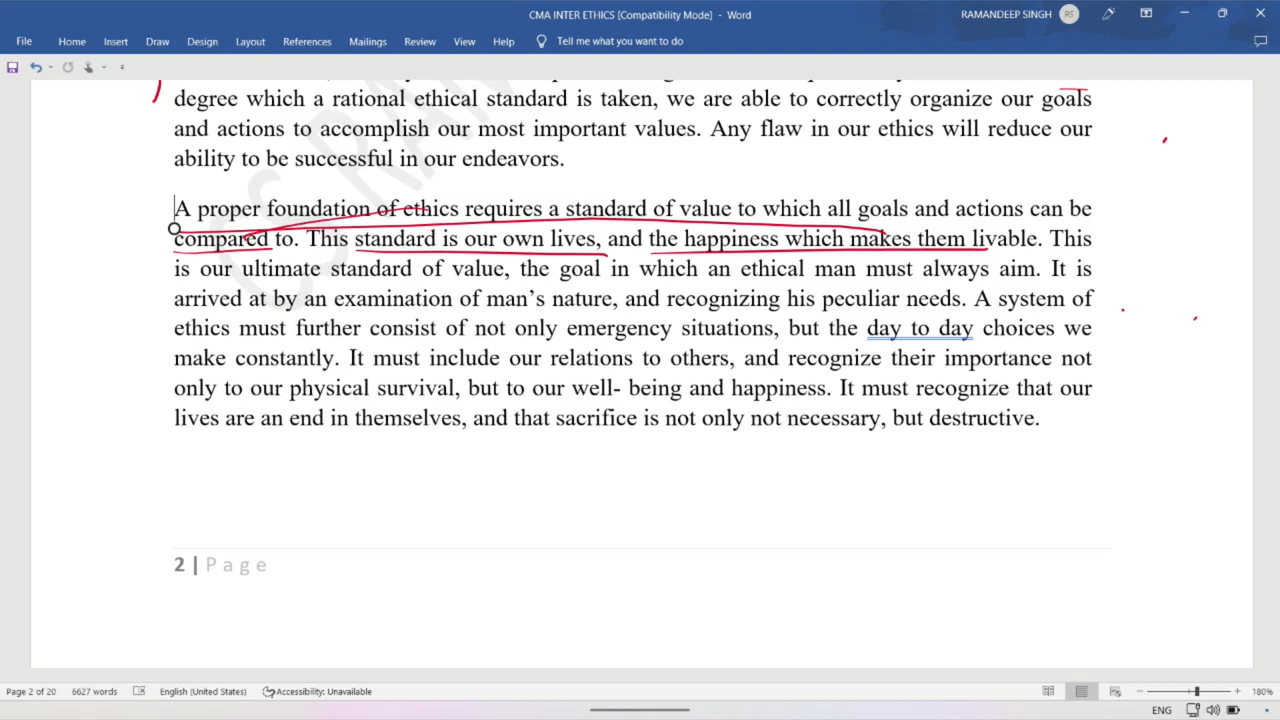 CMA INTER ETHICS [Compatibility Mode] - Word
RAMANDEEP SINGH RS
File Home Insert Draw Design Layout References Mailings Review View Help Tell me what you want to do
degree which a rational ethical standard is taken, we are able to correctly organize our goals
and actions to accomplish our most important values. Any flaw in our ethics will reduce our
ability to be successful in our endeavors.
A proper foundation of ethics requires a standard of value to which all goals and actions can be
compared to. This standard is our own lives, and the happiness which makes them livable. This
is our ultimate standard of value, the goal in which an ethical man must always aim. It is
arrived at by an examination of man's nature, and recognizing his peculiar needs. A system of
ethics must further consist of not only emergency situations, but the day to day choices we
make constantly. It must include our relations to others, and recognize their importance not
only to our physical survival, but to our well- being and happiness. It must recognize that our
lives are an end in themselves, and that sacrifice is not only not necessary, but destructive.
2 | Page
Page 2 of 20 6627 words English (United States) Accessibility: Unavailable 180%
ENG